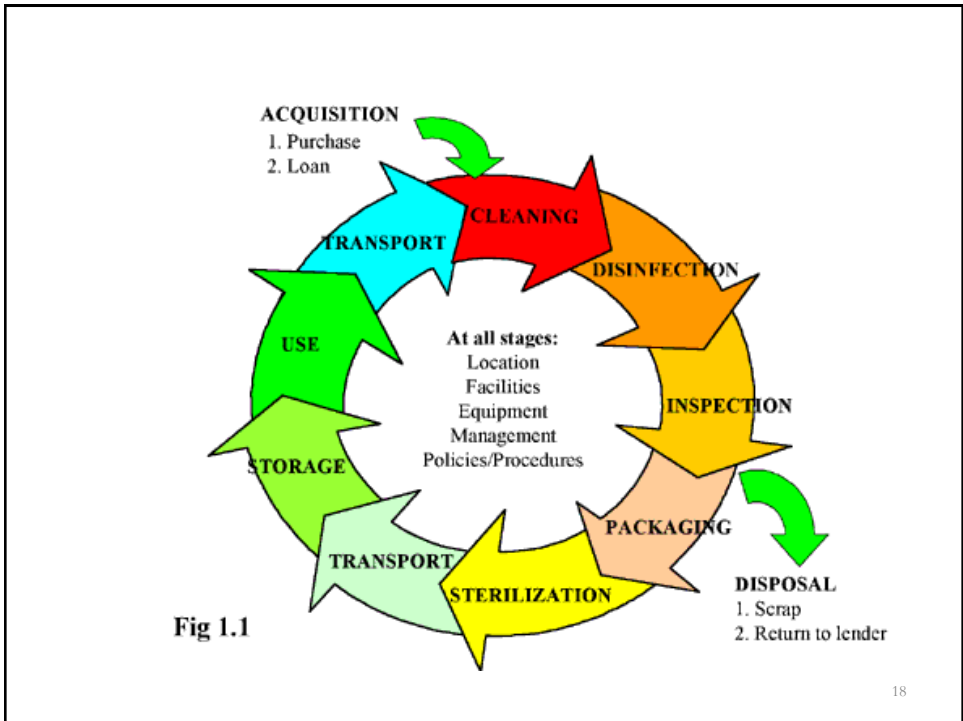 ACQUISITION
1. Purchase
2. Loan
CLEANING
TRANSPORT
DISINFECTION
USE
At all stages:
Location
Facilities
Equipment
Management
Policies/Procedures
INSPECTION
STORAGE
PACKAGING
TRANSPORT
STERILIZATION
DISPOSAL
1. Scrap
2. Return to lender
Fig 1.1
18